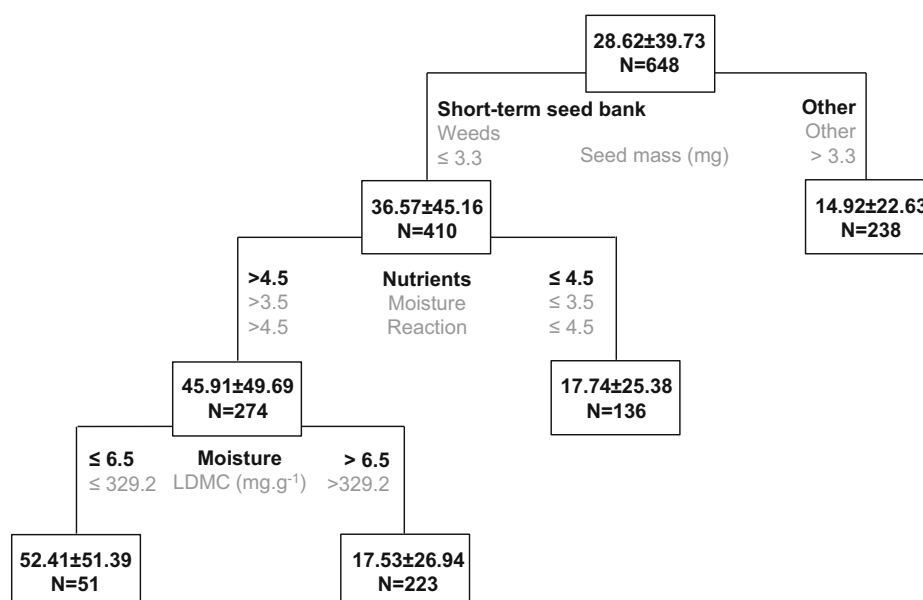 28.62±39.73
N=648
Short-term seed bank Other
Weeds Other
≤ 3.3 Seed mass (mg) > 3.3
36.57±45.16
N=410
14.92±22.63
N=238
>4.5 Nutrients ≤ 4.5
>3.5 Moisture ≤ 3.5
>4.5 Reaction ≤ 4.5
45.91±49.69
N=274
17.74±25.38
N=136
≤ 6.5 Moisture > 6.5
≤ 329.2 LDMC (mg.g-1) >329.2
52.41±51.39
N=51
17.53±26.94
N=223